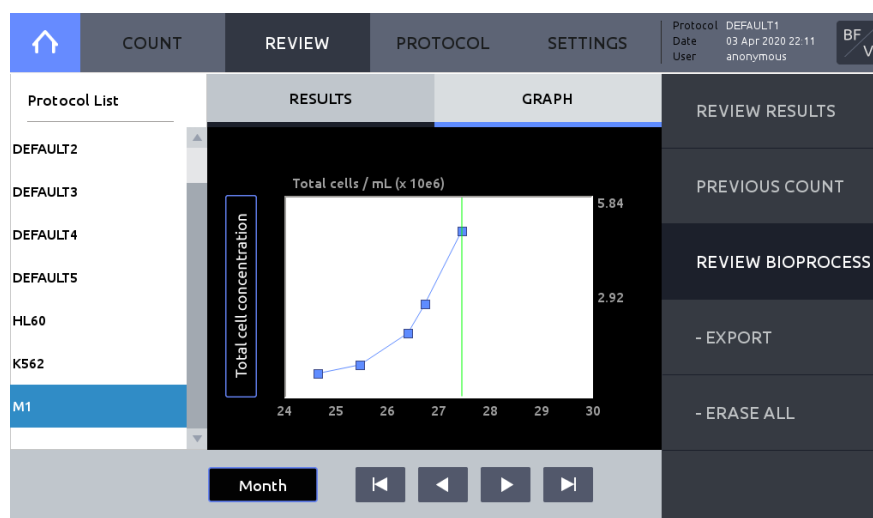 COUNT
REVIEW
PROTOCOL
SETTINGS
Protocol DEFAULT1
Date 03 Apr 2020 22:11
User anonymous
BF
V
Protocol List
DEFAULT2
DEFAULT3
DEFAULT4
DEFAULT5
HL60
K562
M1
RESULTS
GRAPH
Total cells / mL (x 10e6)
Total cell concentration
5.84
2.92
24 25 26 27 28 29 30
Month
REVIEW RESULTS
PREVIOUS COUNT
REVIEW BIOPROCESS
- EXPORT
- ERASE ALL